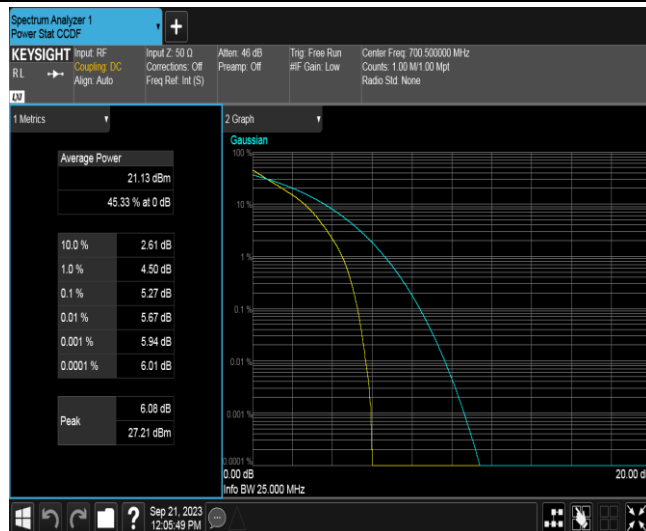 Spectrum Analyzer 1
Power Stat CCDF
+
KEYSIGHT
RL
Input: RF
Coupling: DC
Align: Auto
Input Z: 50 Ω
Corrections: Off
Freq Ref: Int (S)
Atten: 46 dB
Preamp: Off
Trig: Free Run
#IF Gain: Low
Center Freq: 700.500000 MHz
Counts: 1.00 M/1.00 Mpt
Radio Std: None
1 Metrics
Average Power
21.13 dBm
45.33 % at 0 dB
10.0 % 2.61 dB
1.0 % 4.50 dB
0.1 % 5.27 dB
0.01 % 5.67 dB
0.001 % 5.94 dB
0.0001 % 6.01 dB
Peak
6.08 dB
27.21 dBm
2 Graph
Gaussian
100 %
10 %
1 %
0.1 %
0.01 %
0.001 %
0.0001 %
0.00 dB
20.00 d
Info BW 25.000 MHz
?
Sep 21, 2023
12:05:49 PM